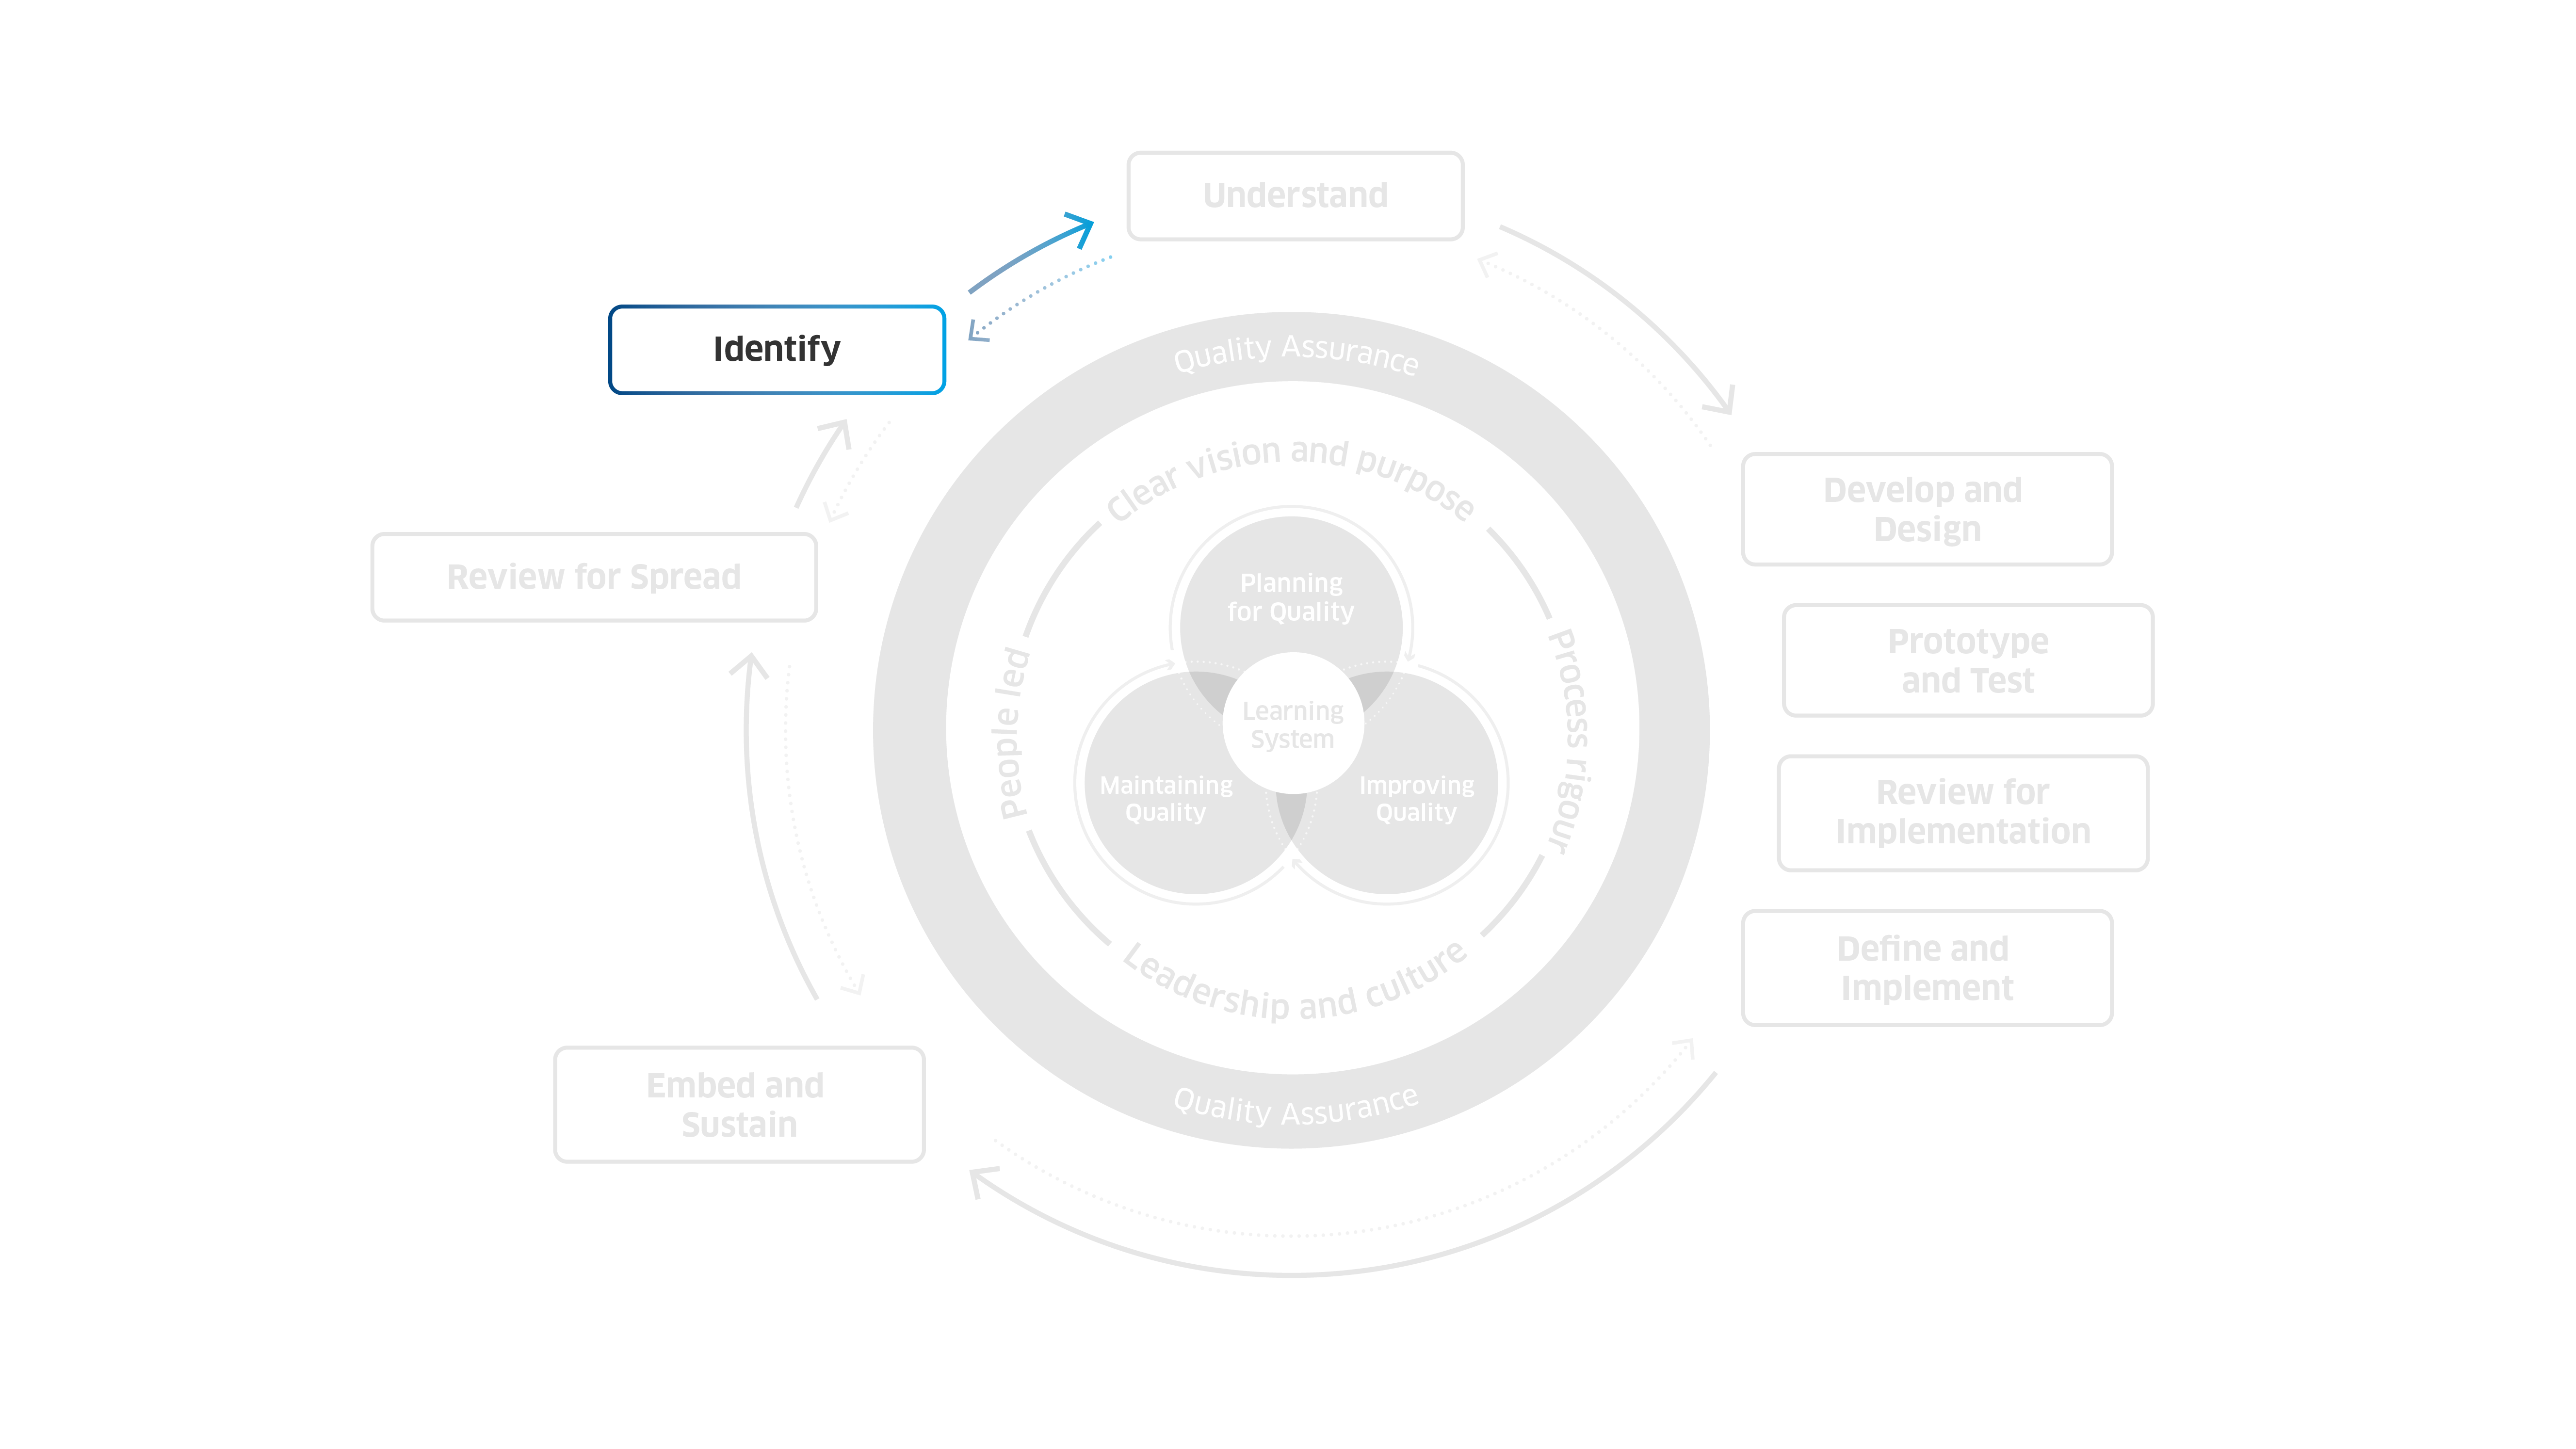 Understand
Identify
Quality Assurance
Clear vision and purpose
Develop and
Design
Review for Spread
Planning
for Quality
People led
Process rigour
Prototype
and Test
Learning
System
Maintaining
Quality
Improving
Quality
Review for
Implementation
Define and
Implement
Leadership and culture
Embed and
Sustain
Quality Assurance